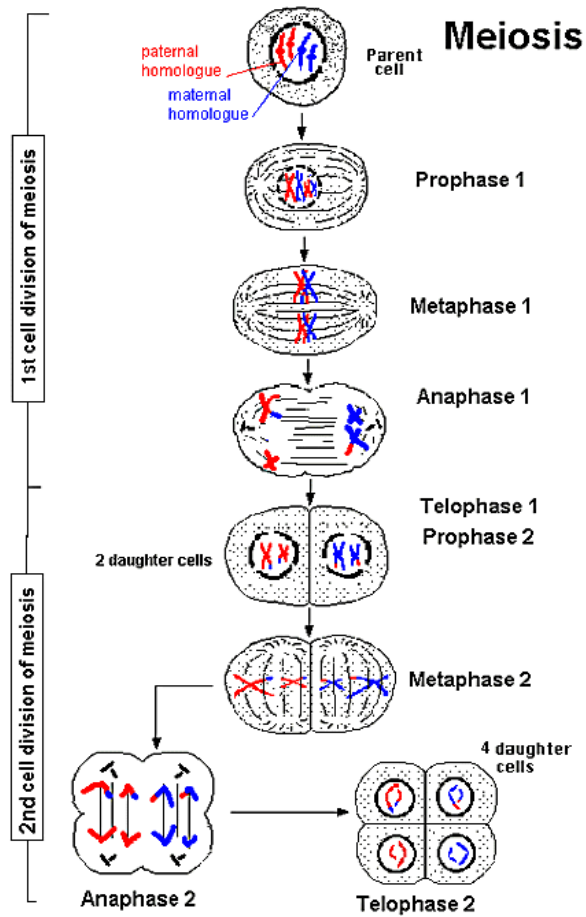 Meiosis
paternal
homologue
maternal
homologue
Parent
cell
1st cell division of meiosis
Prophase 1
Metaphase 1
Anaphase 1
Telophase 1
Prophase 2
2 daughter cells
2nd cell division of meiosis
Metaphase 2
4 daughter
cells
Anaphase 2
Telophase 2